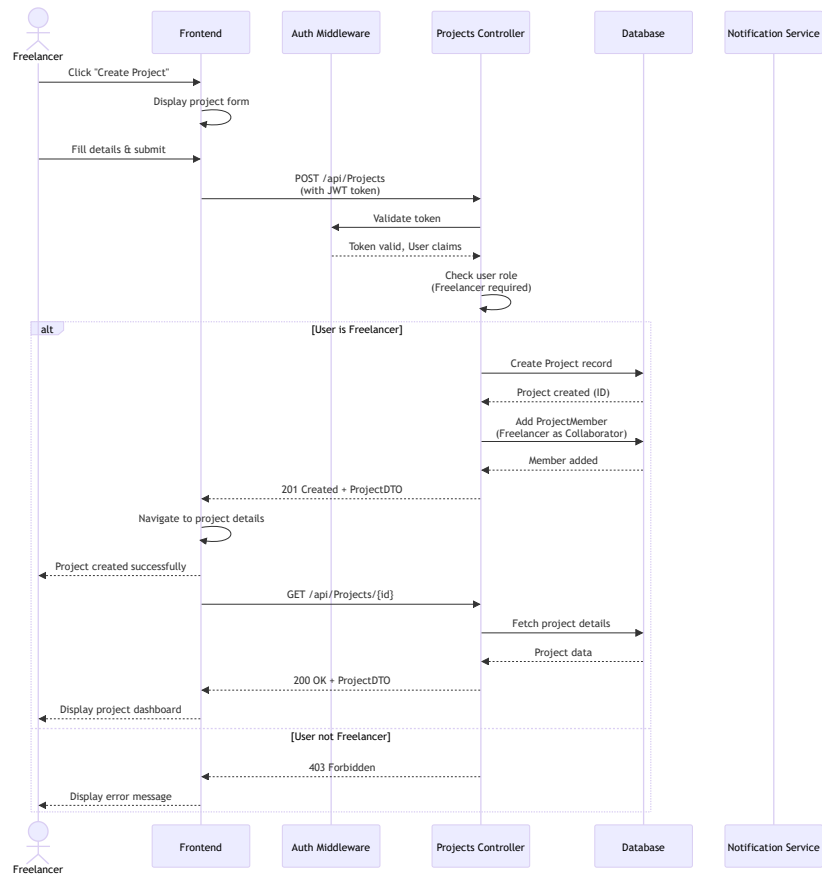 Freelancer
Frontend
Auth Middleware
Projects Controller
Database
Notification Service
Click "Create Project"
Display project form
Fill details & submit
POST /api/Projects
(with JWT token)
Validate token
Token valid, User claims
Check user role
(Freelancer required)
alt
[User is Freelancer]
Create Project record
Project created (ID)
Add ProjectMember
(Freelancer as Collaborator)
Member added
201 Created + ProjectDTO
Navigate to project details
Project created successfully
GET /api/Projects/{id}
Fetch project details
Project data
200 OK + ProjectDTO
Display project dashboard
[User not Freelancer]
403 Forbidden
Display error message
Freelancer
Frontend
Auth Middleware
Projects Controller
Database
Notification Service